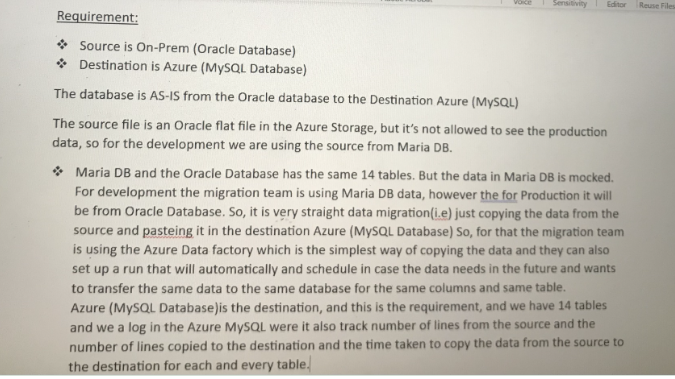 Voice Sensitivity Editor Reuse Files
Requirement:
❖ Source is On-Prem (Oracle Database)
❖ Destination is Azure (MySQL Database)
The database is AS-IS from the Oracle database to the Destination Azure (MySQL)
The source file is an Oracle flat file in the Azure Storage, but it's not allowed to see the production
data, so for the development we are using the source from Maria DB.
❖ Maria DB and the Oracle Database has the same 14 tables. But the data in Maria DB is mocked.
For development the migration team is using Maria DB data, however the for Production it will
be from Oracle Database. So, it is very straight data migration(i.e) just copying the data from the
source and pasteing it in the destination Azure (MySQL Database) So, for that the migration team
is using the Azure Data factory which is the simplest way of copying the data and they can also
set up a run that will automatically and schedule in case the data needs in the future and wants
to transfer the same data to the same database for the same columns and same table.
Azure (MySQL Database)is the destination, and this is the requirement, and we have 14 tables
and we a log in the Azure MySQL were it also track number of lines from the source and the
number of lines copied to the destination and the time taken to copy the data from the source to
the destination for each and every table.